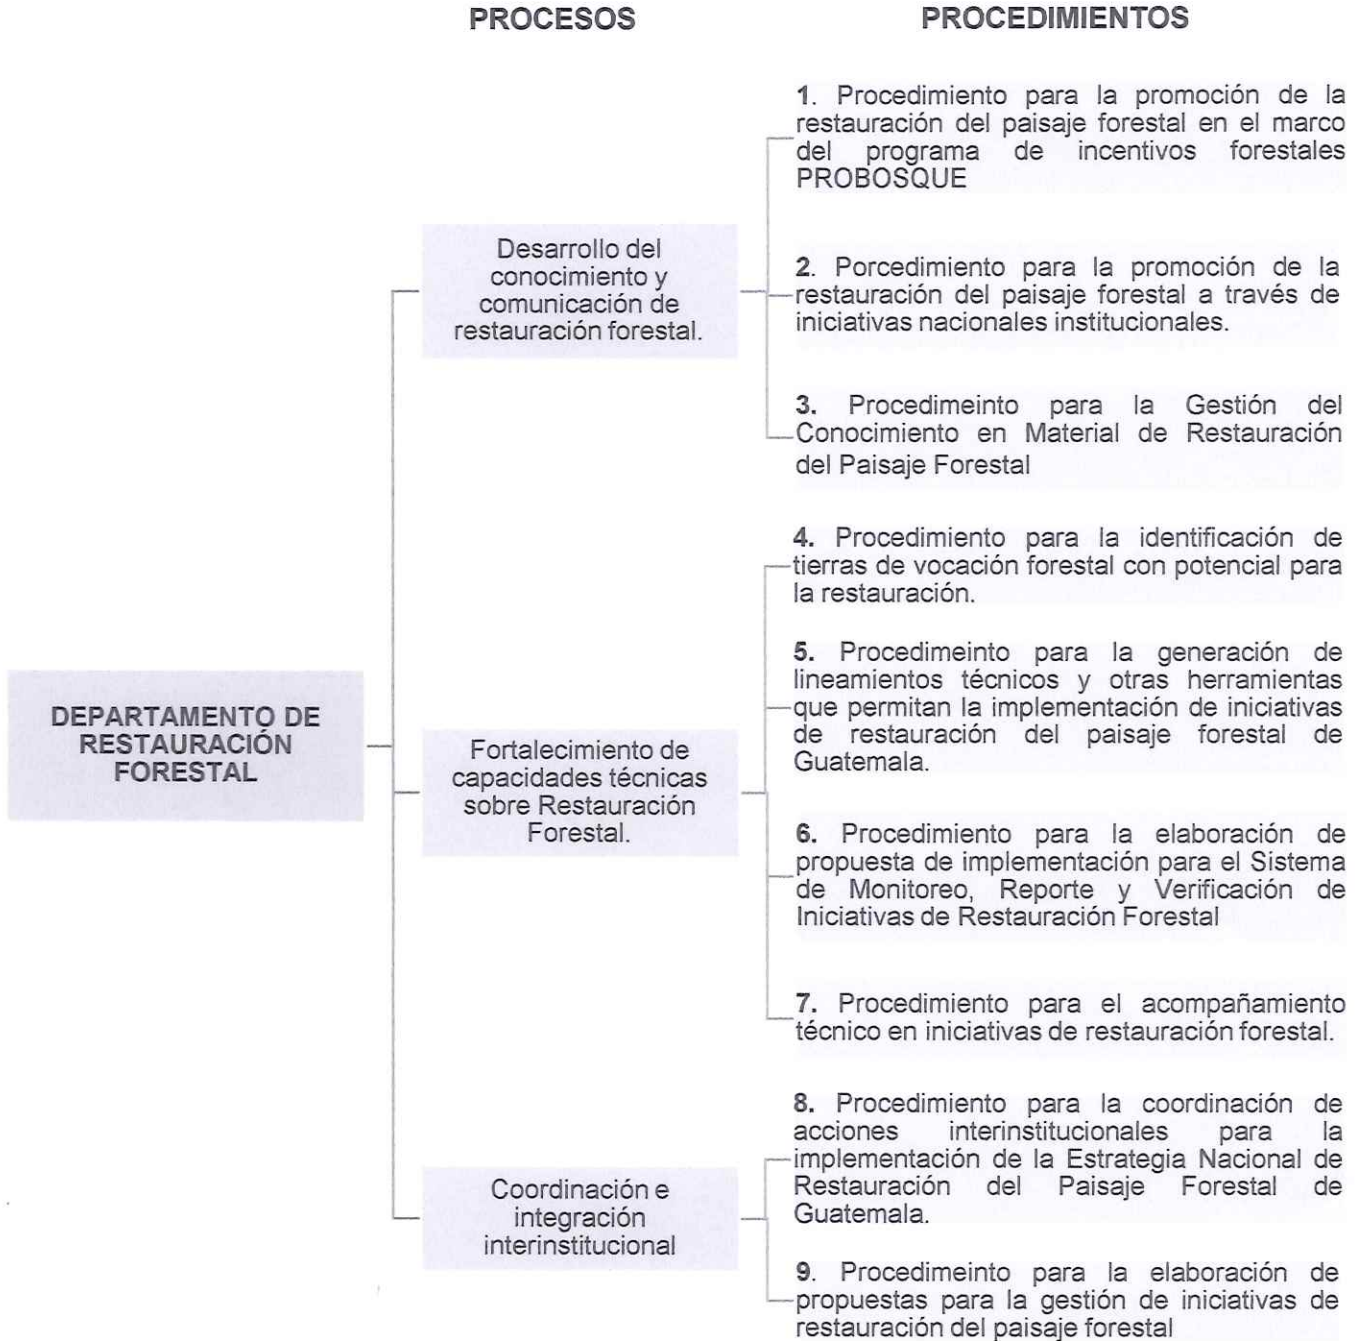 PROCESOS
PROCEDIMIENTOS
DEPARTAMENTO DE
RESTAURACIÓN
FORESTAL
Desarrollo del
conocimiento y
comunicación de
restauración forestal.
1. Procedimiento para la promoción de la
restauración del paisaje forestal en el marco
del programa de incentivos forestales
PROBOSQUE
2. Porcedimiento para la promoción de la
restauración del paisaje forestal a través de
iniciativas nacionales institucionales.
3. Procedimeinto para la Gestión del
Conocimiento en Material de Restauración
del Paisaje Forestal
Fortalecimiento de
capacidades técnicas
sobre Restauración
Forestal.
4. Procedimiento para la identificación de
tierras de vocación forestal con potencial para
la restauración.
5. Procedimeinto para la generación de
lineamientos técnicos y otras herramientas
que permitan la implementación de iniciativas
de restauración del paisaje forestal de
Guatemala.
6. Procedimiento para la elaboración de
propuesta de implementación para el Sistema
de Monitoreo, Reporte y Verificación de
Iniciativas de Restauración Forestal
7. Procedimiento para el acompañamiento
técnico en iniciativas de restauración forestal.
Coordinación e
integración
interinstitucional
8. Procedimiento para la coordinación de
acciones interinstitucionales para la
implementación de la Estrategia Nacional de
Restauración del Paisaje Forestal de
Guatemala.
9. Procedimeinto para la elaboración de
propuestas para la gestión de iniciativas de
restauración del paisaje forestal